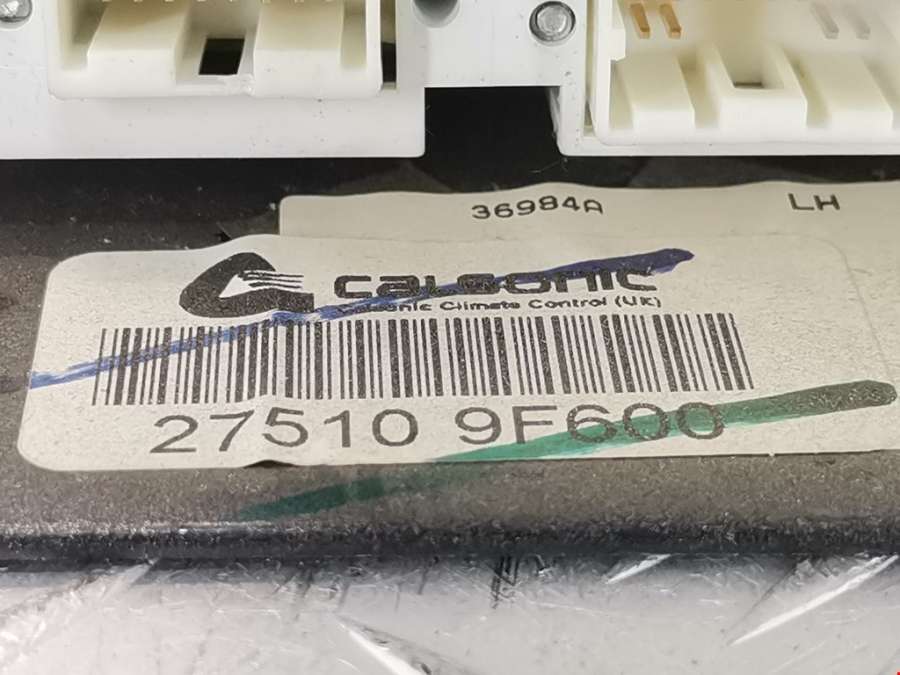 36984A LH
CALSONIC
Calsonic Climate Control (UK)
27510 9F600